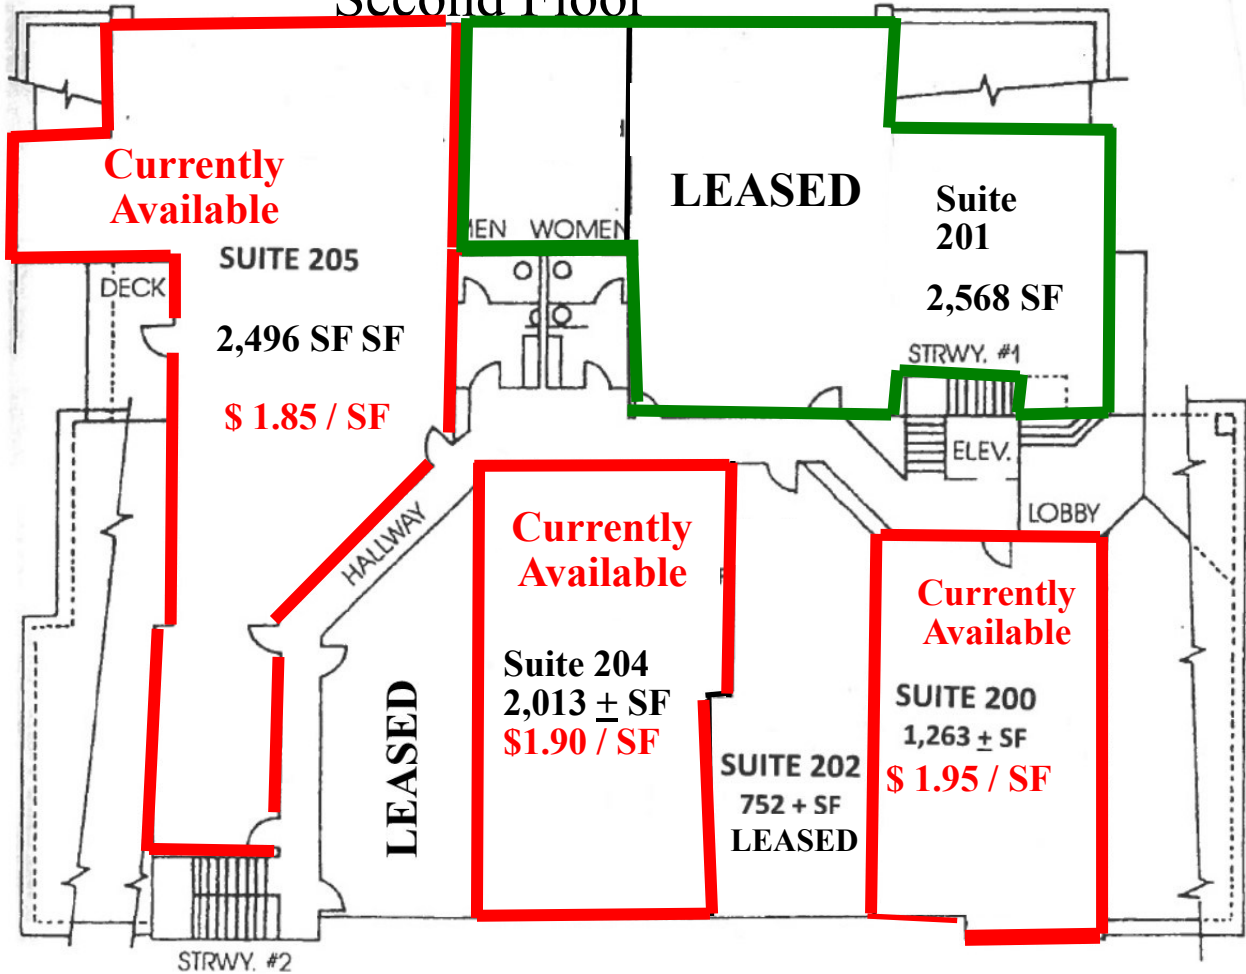 Second Floor
Currently
Available
SUITE 205
2,496 SF SF
$ 1.85 / SF
DECK
MEN WOMEN
LEASED
Suite
201
2,568 SF
STRWY. #1
ELEV.
LOBBY
HALLWAY
Currently
Available
Suite 204
2,013 ± SF
$1.90 / SF
LEASED
SUITE 202
752 + SF
LEASED
Currently
Available
SUITE 200
1,263 ± SF
$ 1.95 / SF
STRWY. #2